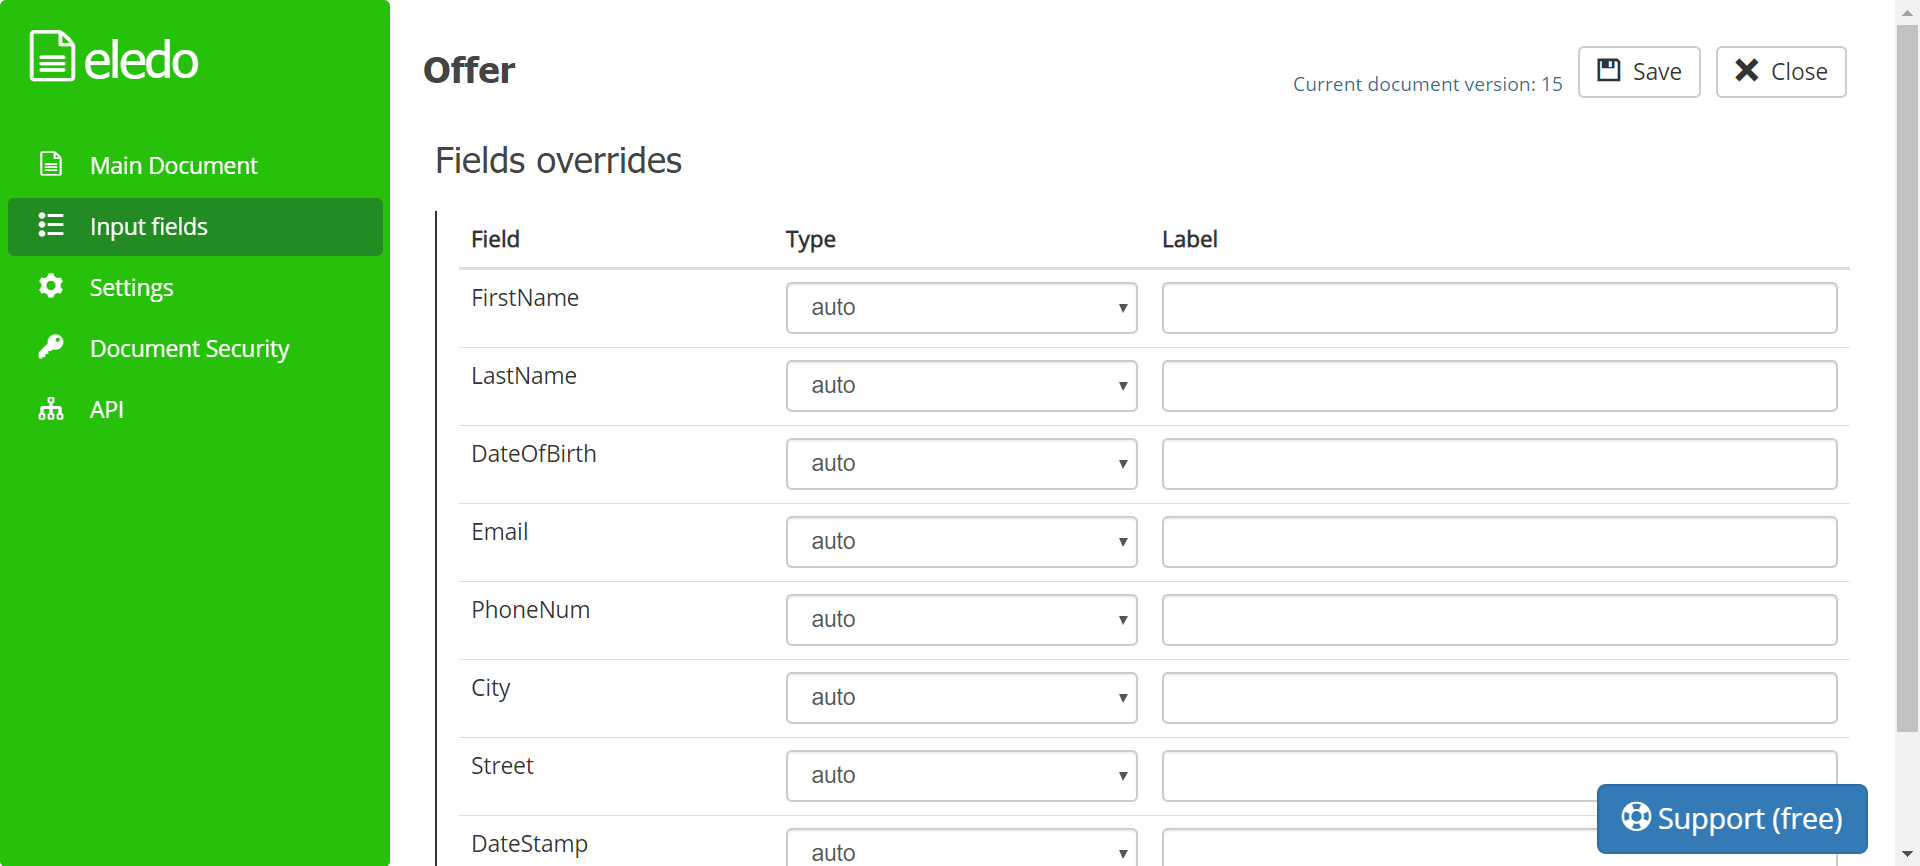 eledo
Main Document
Input fields
Settings
Document Security
API
Offer
Current document version: 15
Save
Close
Fields overrides
Field Type Label
FirstName auto
LastName auto
DateOfBirth auto
Email auto
PhoneNum auto
City auto
Street auto
DateStamp auto
Support (free)